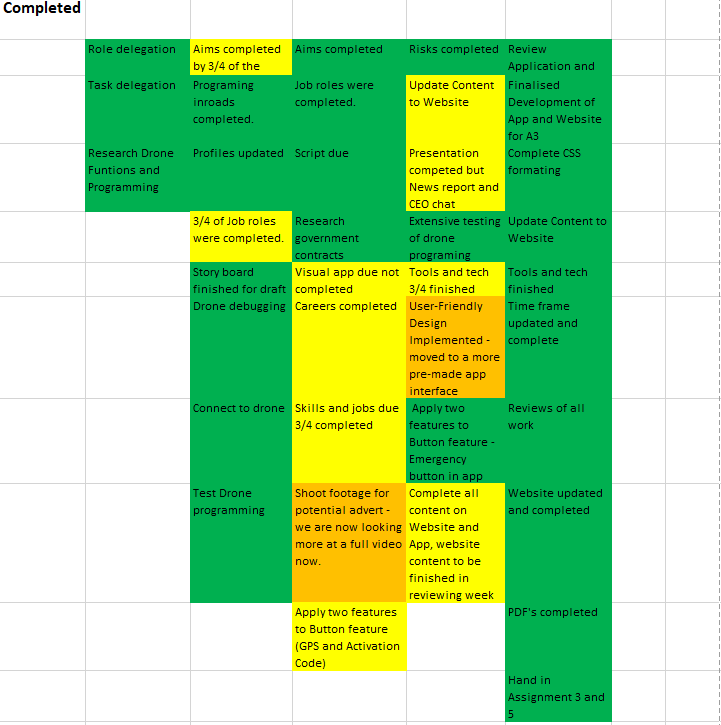 Completed
Role delegation
Aims completed
by 3/4 of the
Aims completed
Risks completed
Review
Application and
Task delegation
Programing
inroads
completed.
Job roles were
completed.
Update Content
to Website
Finalised
Development of
App and Website
for A3
Research Drone
Funtions and
Programming
Profiles updated
Script due
Presentation
competed but
News report and
CEO chat
Complete CSS
formating
3/4 of Job roles
were completed.
Research
government
contracts
Extensive testing
of drone
programing
Update Content to
Website
Story board
finished for draft
Visual app due not
completed
Tools and tech
3/4 finished
Tools and tech
finished
Drone debugging
Careers completed
User-Friendly
Design
Implemented -
moved to a more
pre-made app
interface
Time frame
updated and
complete
Connect to drone
Skills and jobs due
3/4 completed
Apply two
features to
Button feature -
Emergency
button in app
Reviews of all
work
Test Drone
programming
Shoot footage for
potential advert -
we are now looking
more at a full video
now.
Complete all
content on
Website and
App, website
content to be
finished in
reviewing week
Website updated
and completed
Apply two features
to Button feature
(GPS and Activation
Code)
PDF's completed
Hand in
Assignment 3 and
5